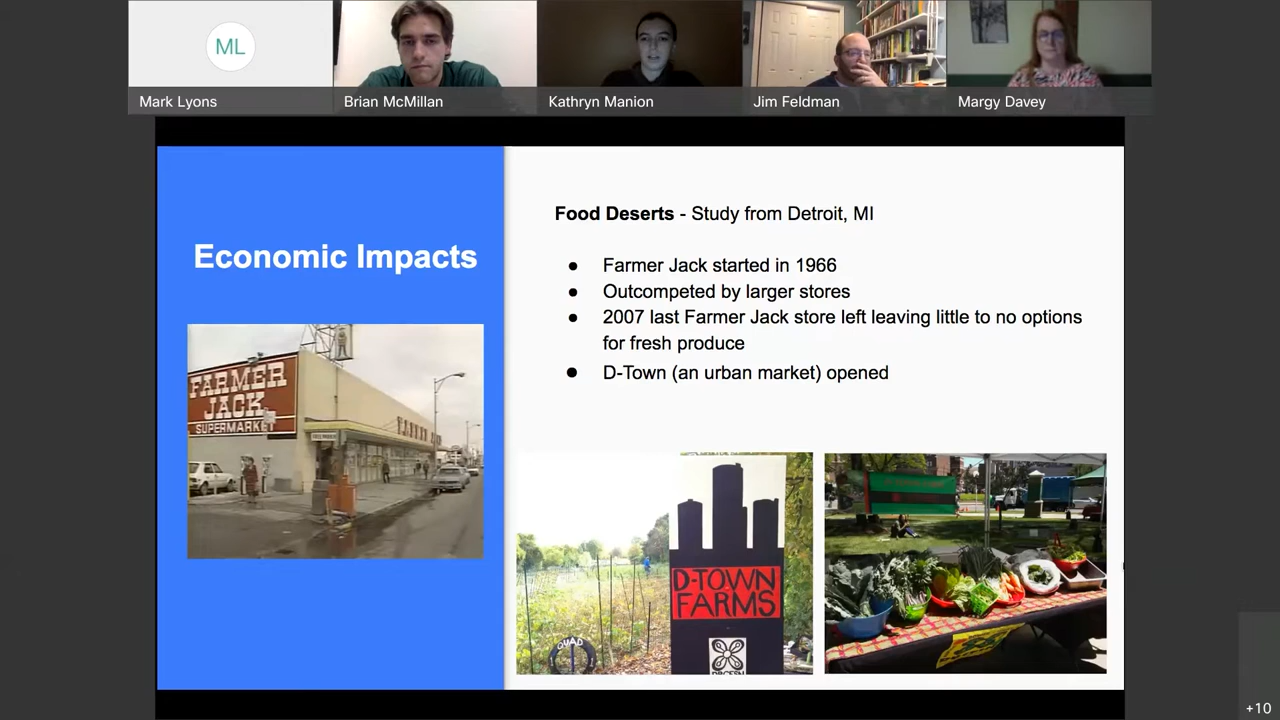 ML
Mark Lyons
Brian McMillan
Kathryn Manion
Jim Feldman
Margy Davey
Economic Impacts
FARMER
JACK
SUPERMARKET
Food Deserts - Study from Detroit, MI
● Farmer Jack started in 1966
● Outcompeted by larger stores
● 2007 last Farmer Jack store left leaving little to no options
for fresh produce
● D-Town (an urban market) opened
D-TOWN
FARMS
QUAD
+10